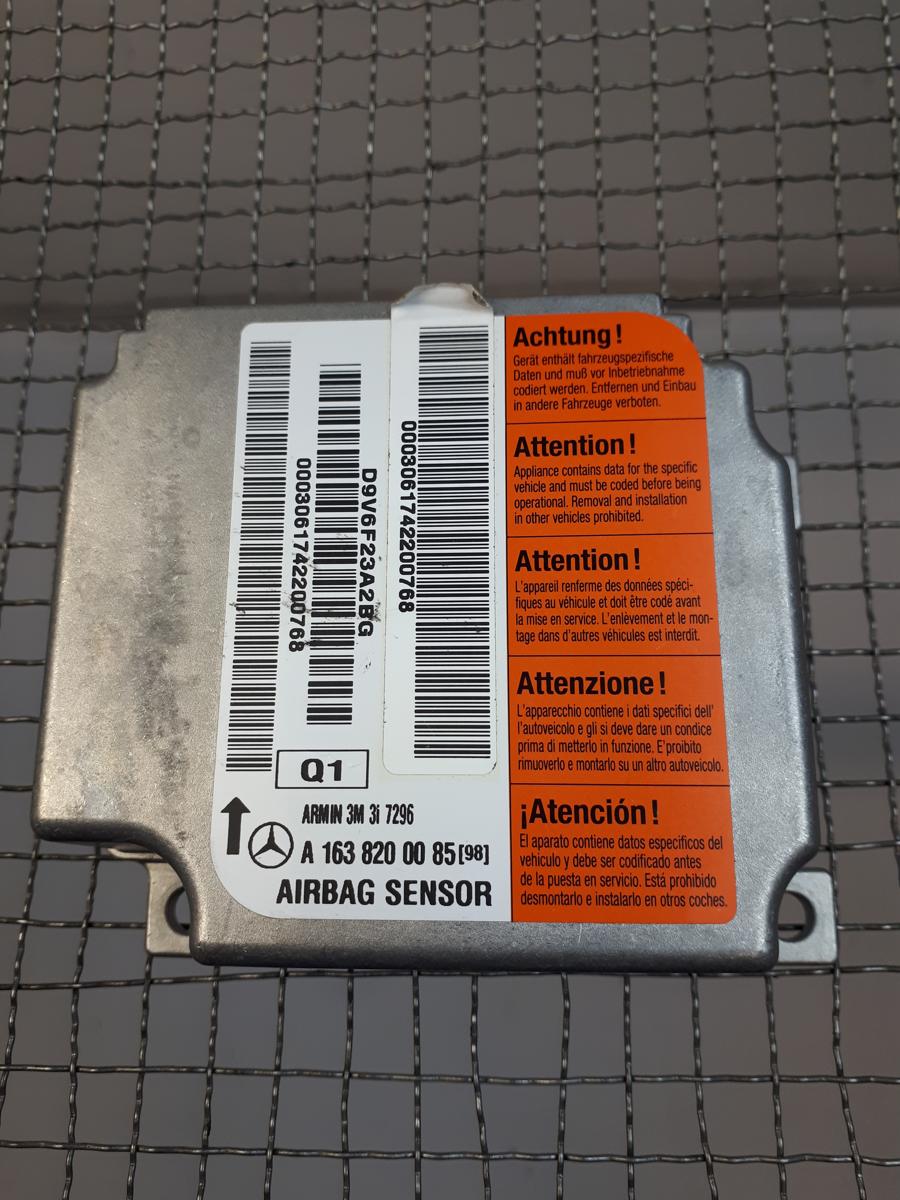 0003061742200768
D9V6F23A2BG
0003061742200768
Q1
ARMIN 3M 3i 7296
A 163 820 00 85[98]
AIRBAG SENSOR
Achtung!
Gerät enthält fahrzeugspezifische
Daten und muß vor Inbetriebnahme
codiert werden. Entfernen und Einbau
in andere Fahrzeuge verboten.
Attention!
Appliance contains data for the specific
vehicle and must be coded before being
operational. Removal and installation
in other vehicles prohibited.
Attention!
L'appareil renferme des données spéci-
fiques au véhicule et doit être codé avant
la mise en service. L'enlèvement et le mon-
tage dans d'autres véhicules est interdit.
Attenzione!
L'apparecchio contiene i dati specifici dell'
l'autoveicolo e gli si deve dare un condice
prima di metterlo in funzione. E'proibito
rimuoverlo e montarlo su un altro autoveicolo.
¡Atención!
El aparato contiene datos especificos del
vehiculo y debe ser codificado antes
de la puesta en servicio. Está prohibido
desmontarlo e instalarlo en otros coches.